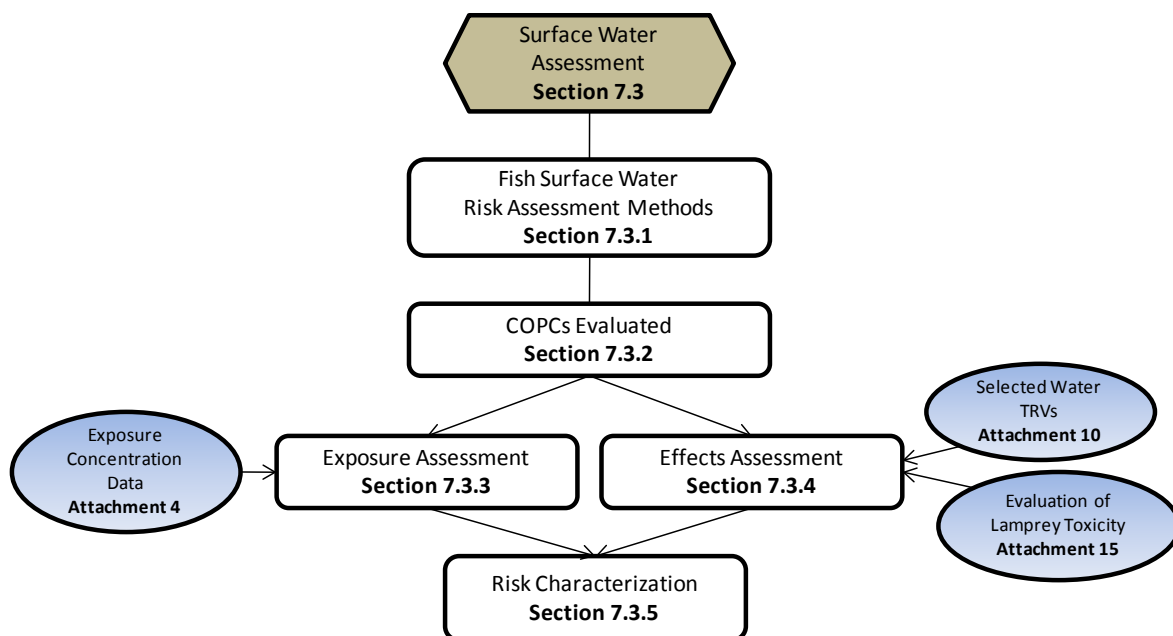 Surface Water
Assessment
Section 7.3
Fish Surface Water
Risk Assessment Methods
Section 7.3.1
COPCs Evaluated
Section 7.3.2
Exposure
Concentration
Data
Attachment 4
Exposure Assessment
Section 7.3.3
Effects Assessment
Section 7.3.4
Selected Water
TRVs
Attachment 10
Evaluation of
Lamprey Toxicity
Attachment 15
Risk Characterization
Section 7.3.5